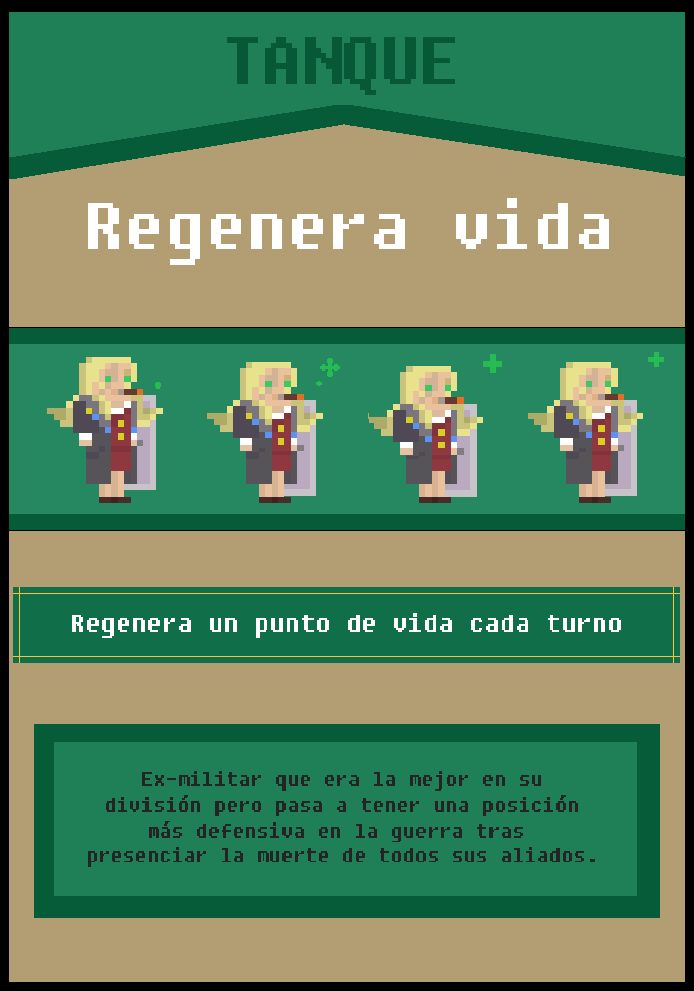 TANQUE
Regenera vida
Regenera un punto de vida cada turno
Ex-militar que era la mejor en su
división pero pasa a tener una posición
más defensiva en la guerra tras
presenciar la muerte de todos sus aliados.